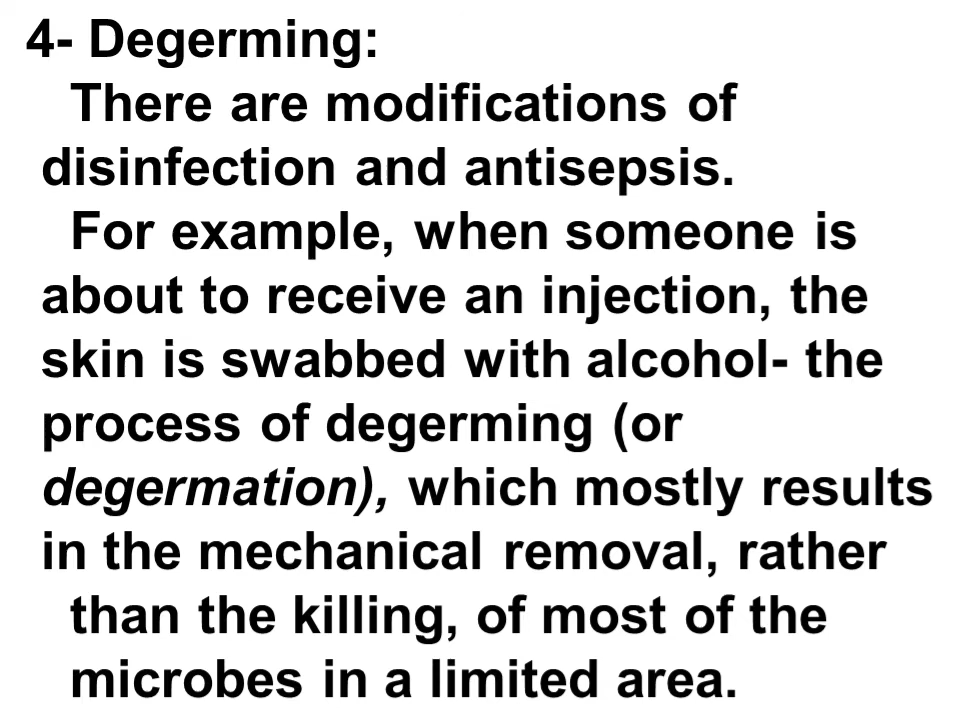 4- Degerming:
There are modifications of
disinfection and antisepsis.
For example, when someone is
about to receive an injection, the
skin is swabbed with alcohol- the
process of degerming (or
degermation), which mostly results
in the mechanical removal, rather
than the killing, of most of the
microbes in a limited area.